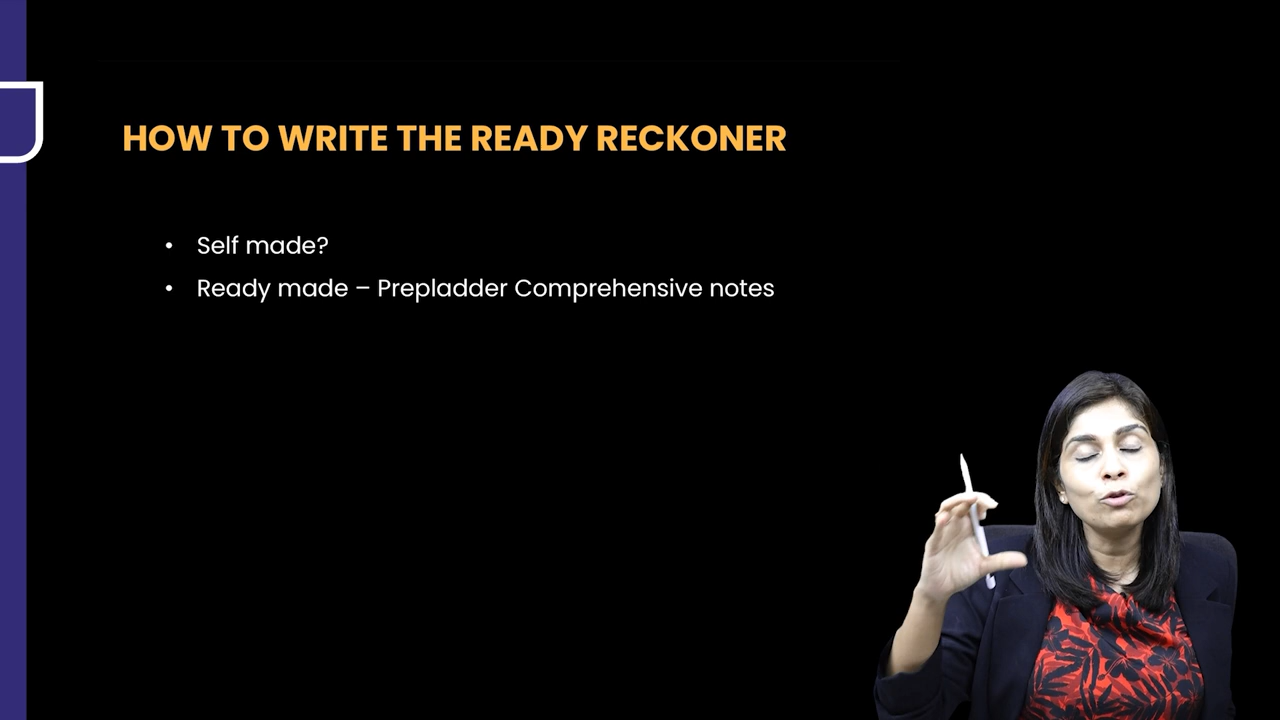 HOW TO WRITE THE READY RECKONER
• Self made?
• Ready made – Prepladder Comprehensive notes